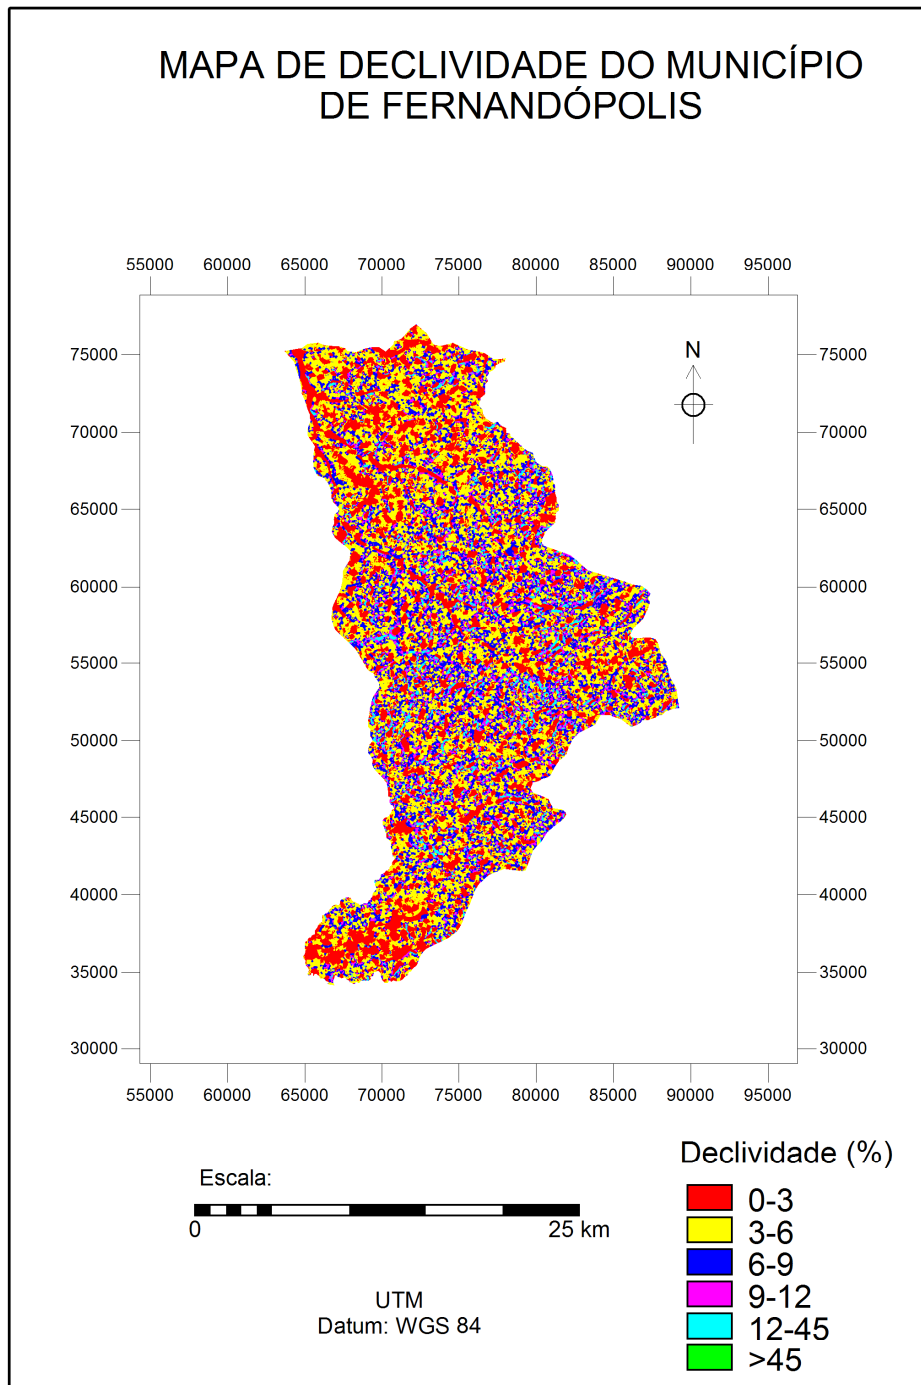 MAPA DE DECLIVIDADE DO MUNICÍPIO
DE FERNANDÓPOLIS
55000 60000 65000 70000 75000 80000 85000 90000 95000
N
75000 75000
70000 70000
65000 65000
60000 60000
55000 55000
50000 50000
45000 45000
40000 40000
35000 35000
30000 30000
55000 60000 65000 70000 75000 80000 85000 90000 95000
Escala:
0 25 km
UTM
Datum: WGS 84
Declividade (%)
0-3
3-6
6-9
9-12
12-45
>45